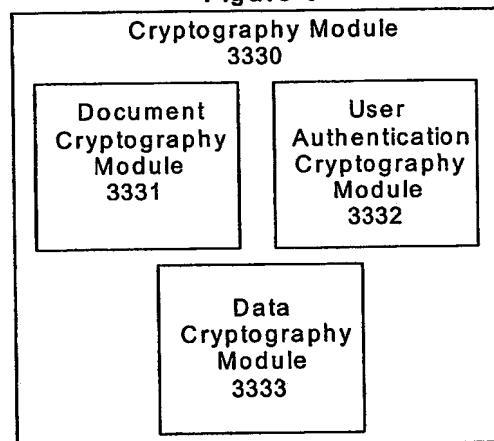 Cryptography Module
3330
Document
Cryptography
Module
3331
User
Authentication
Cryptography
Module
3332
Data
Cryptography
Module
3333